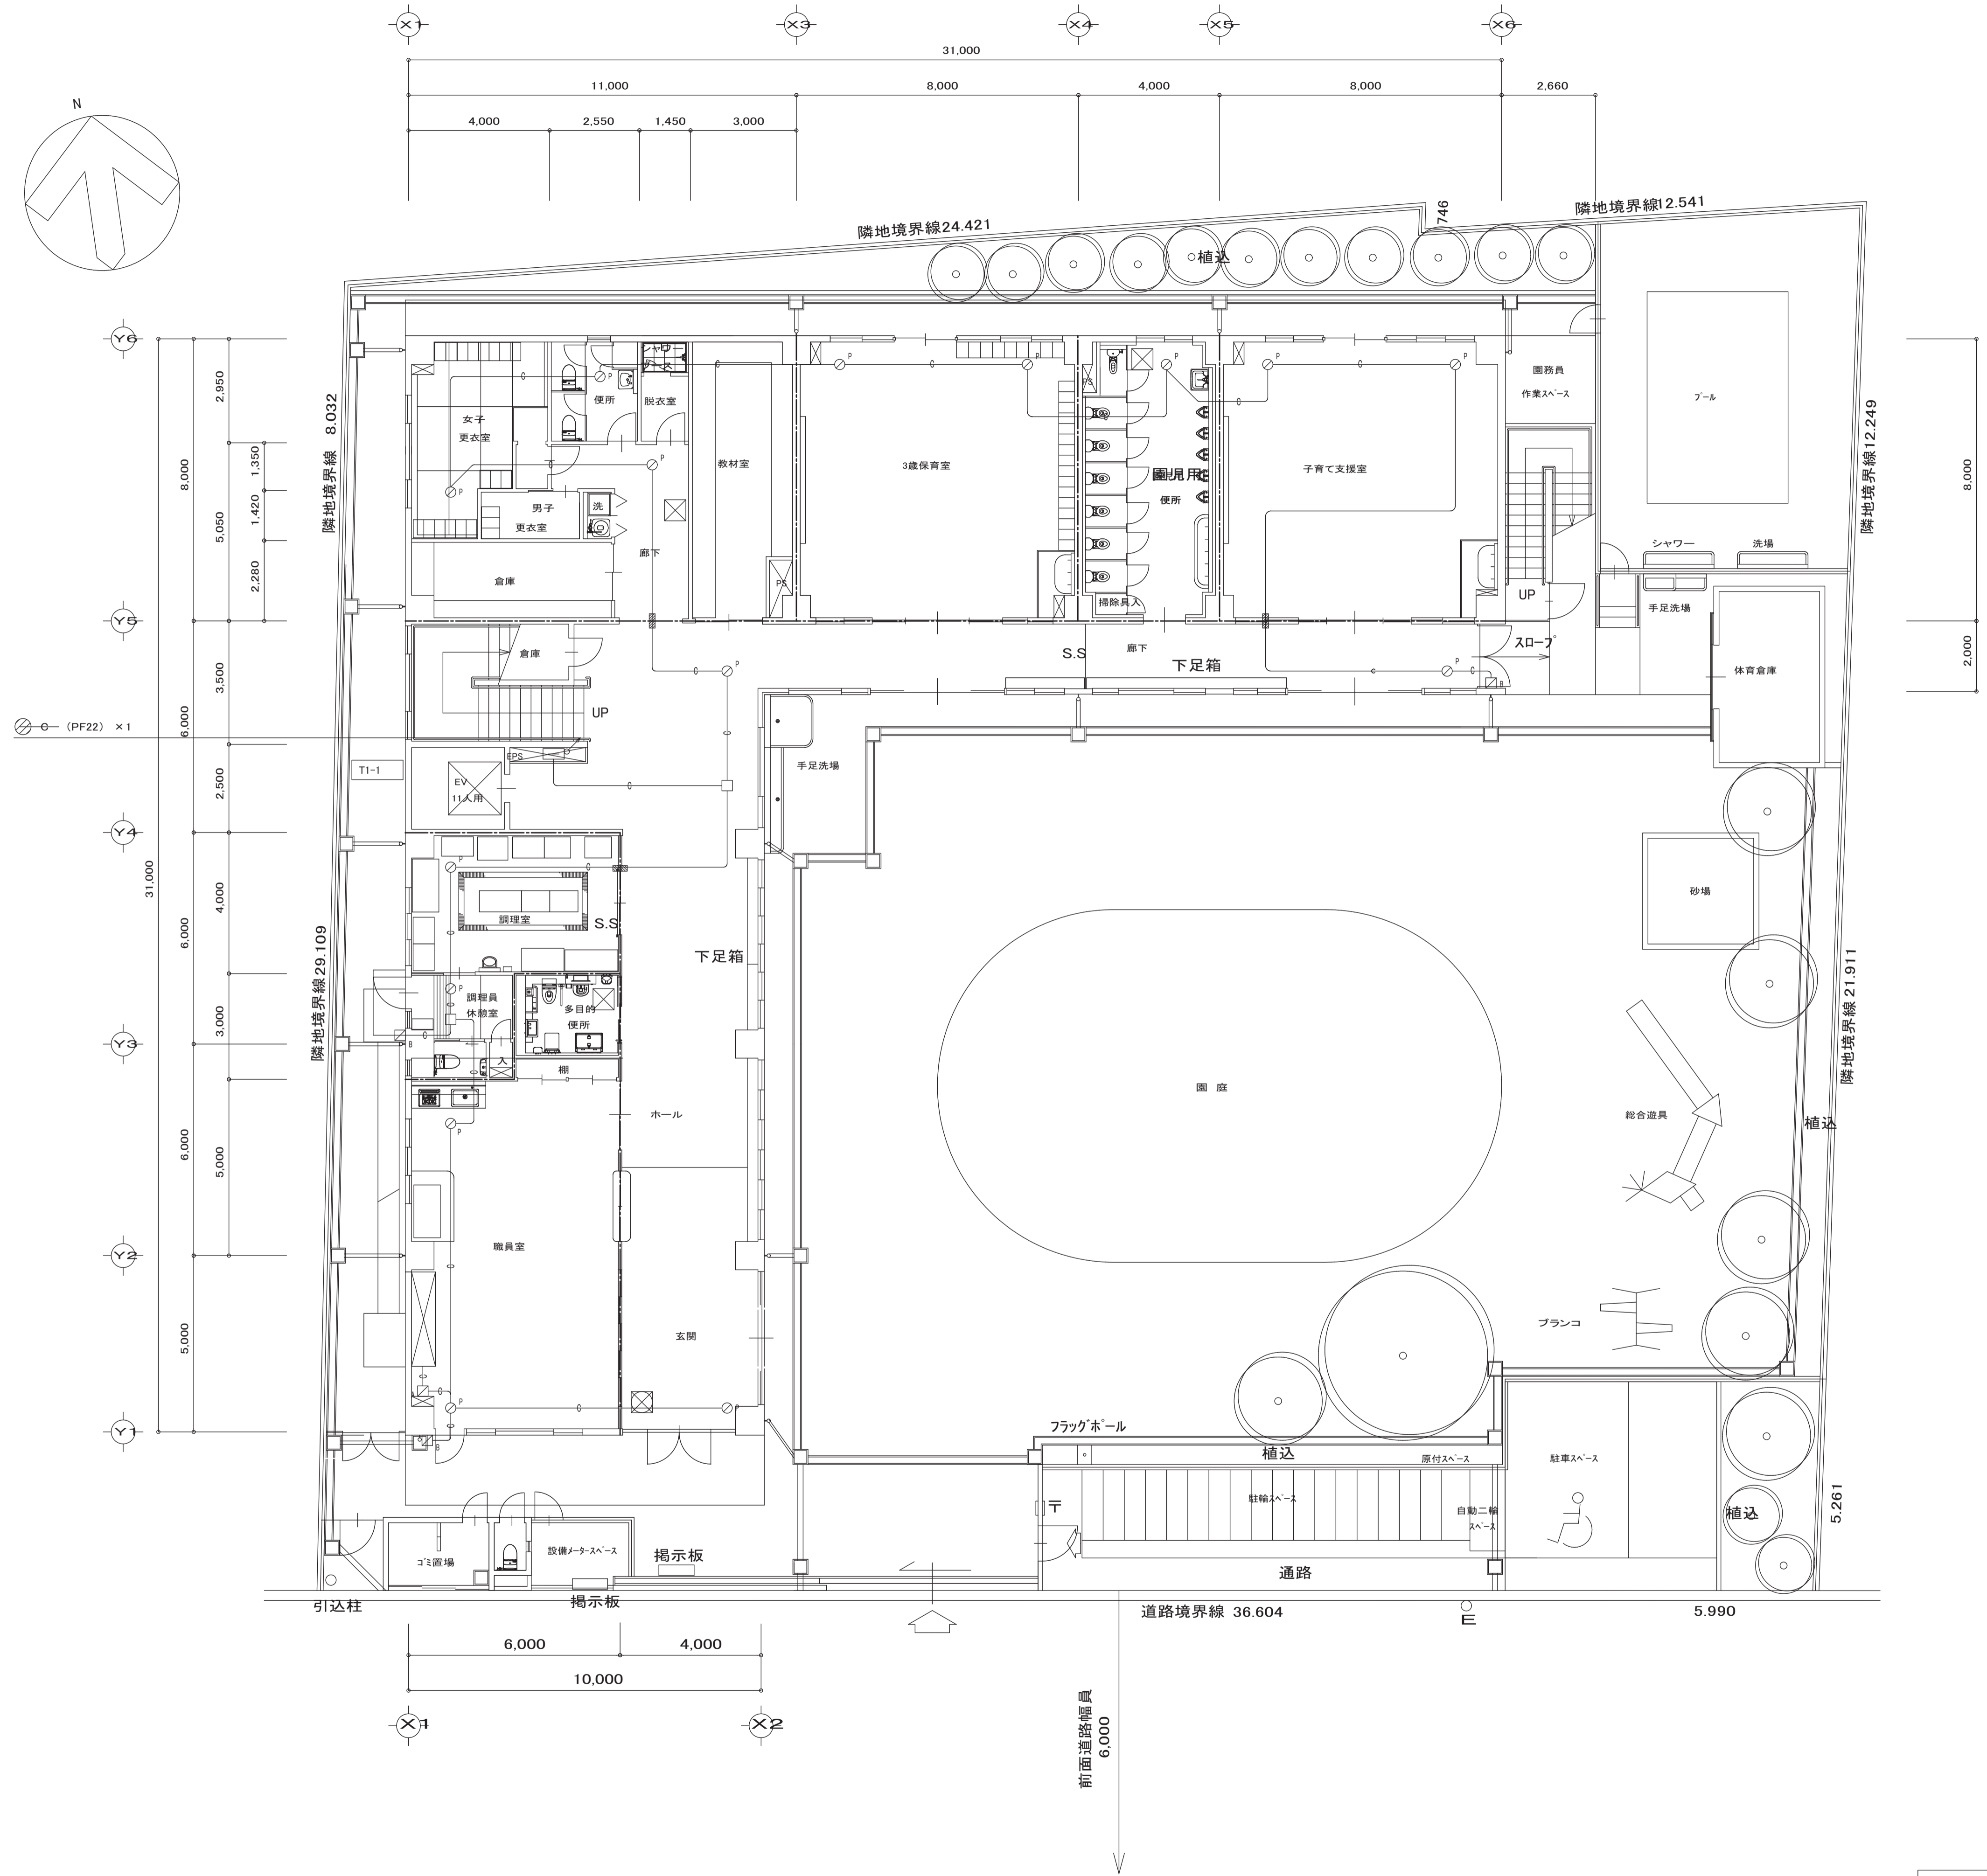 X1
X3
X4
X5
X6
31,000
11,000
8,000
4,000
8,000
2,660
4,000
2,550
1,450
3,000
N
隣地境界線24.421
746
隣地境界線12.541
植込
Y6
Y5
Y4
Y3
Y2
Y1
31,000
8,000
6,000
6,000
6,000
5,000
2,950
5,050
3,500
2,500
4,000
3,000
5,000
1,350
1,420
2,280
隣地境界線 8.032
隣地境界線29.109
女子
更衣室
便所
シャワー
ブース
脱衣室
教材室
3歳保育室
PS
園児用
便所
子育て支援室
園務員
作業スペース
プール
隣地境界線12.249
8,000
2,000
男子
更衣室
洗
廊下
倉庫
PS
掃除具入
UP
シャワー
洗場
手足洗場
体育倉庫
スロープ
倉庫
S.S
廊下
下足箱
UP
C (PF22) ×1
T1-1
EPS
EV
11人用
手足洗場
調理室
S.S
下足箱
砂場
調理員
休憩室
多目的
便所
入
棚
ホール
園 庭
総合遊具
植込
隣地境界線 21.911
職員室
玄関
ブランコ
フラッグポール
植込
原付スペース
駐車スペース
〒
駐輪スペース
自動二輪
スペース
植込
5.261
ゴミ置場
設備メータースペース
掲示板
通路
引込柱
掲示板
道路境界線 36.604
E
5.990
6,000
4,000
10,000
X1
X2
前面道路幅員
6,000
P
P
P
P
P
P
P
P
P
P
P
P
P
P
B
B
B